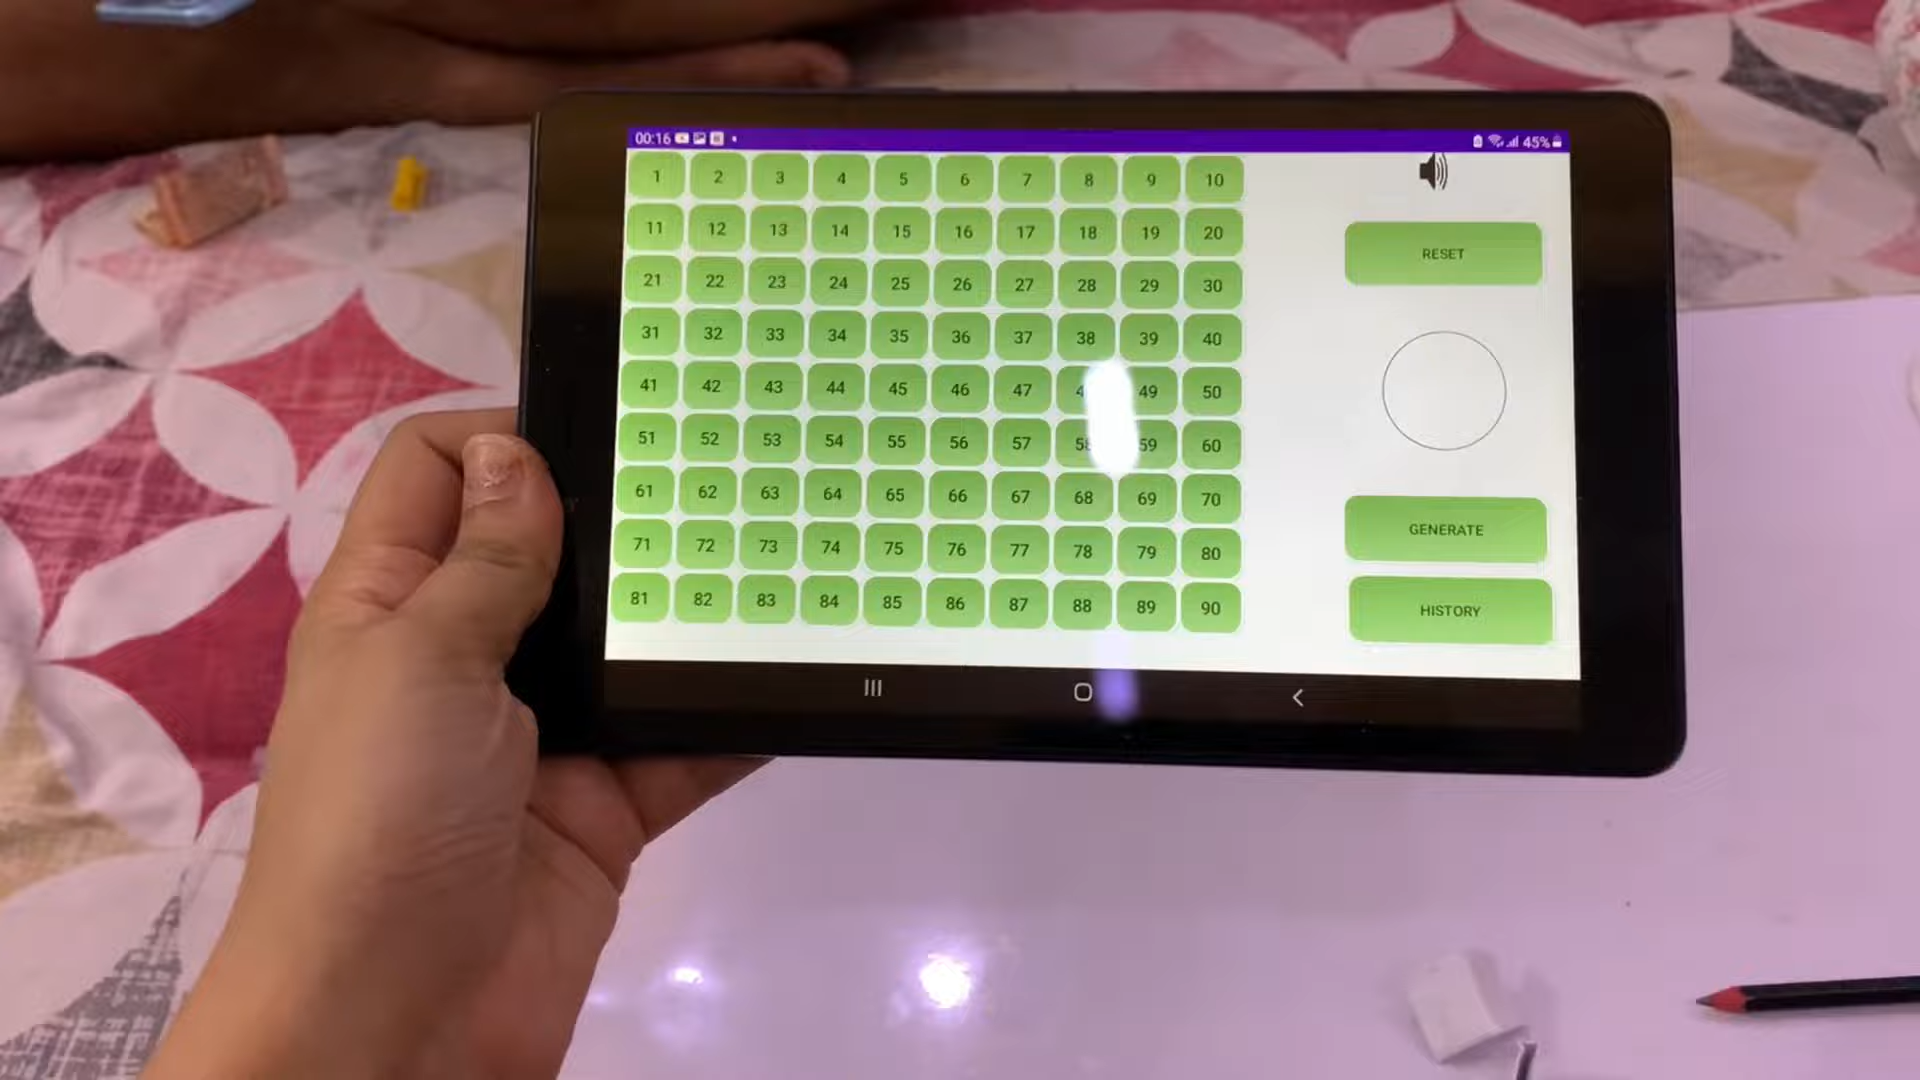 00:16 45%
1 2 3 4 5 6 7 8 9 10
11 12 13 14 15 16 17 18 19 20
RESET
21 22 23 24 25 26 27 28 29 30
31 32 33 34 35 36 37 38 39 40
41 42 43 44 45 46 47 49 50
51 52 53 54 55 56 57 58 59 60
61 62 63 64 65 66 67 68 69 70
GENERATE
71 72 73 74 75 76 77 78 79 80
81 82 83 84 85 86 87 88 89 90
HISTORY